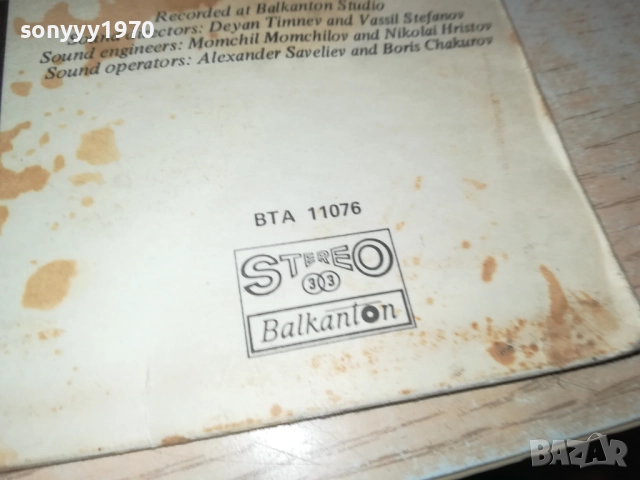 sonyyy1970
Recorded at Balkanton Studio
Deyan Timnev and Vassil Stefanov
Sound engineers: Momchil Momchilov and Nikolai Hristov
Sound operators: Alexander Saveliev and Boris Chakurov
BTA 11076
STEREO
33
Balkanton
BAZAR